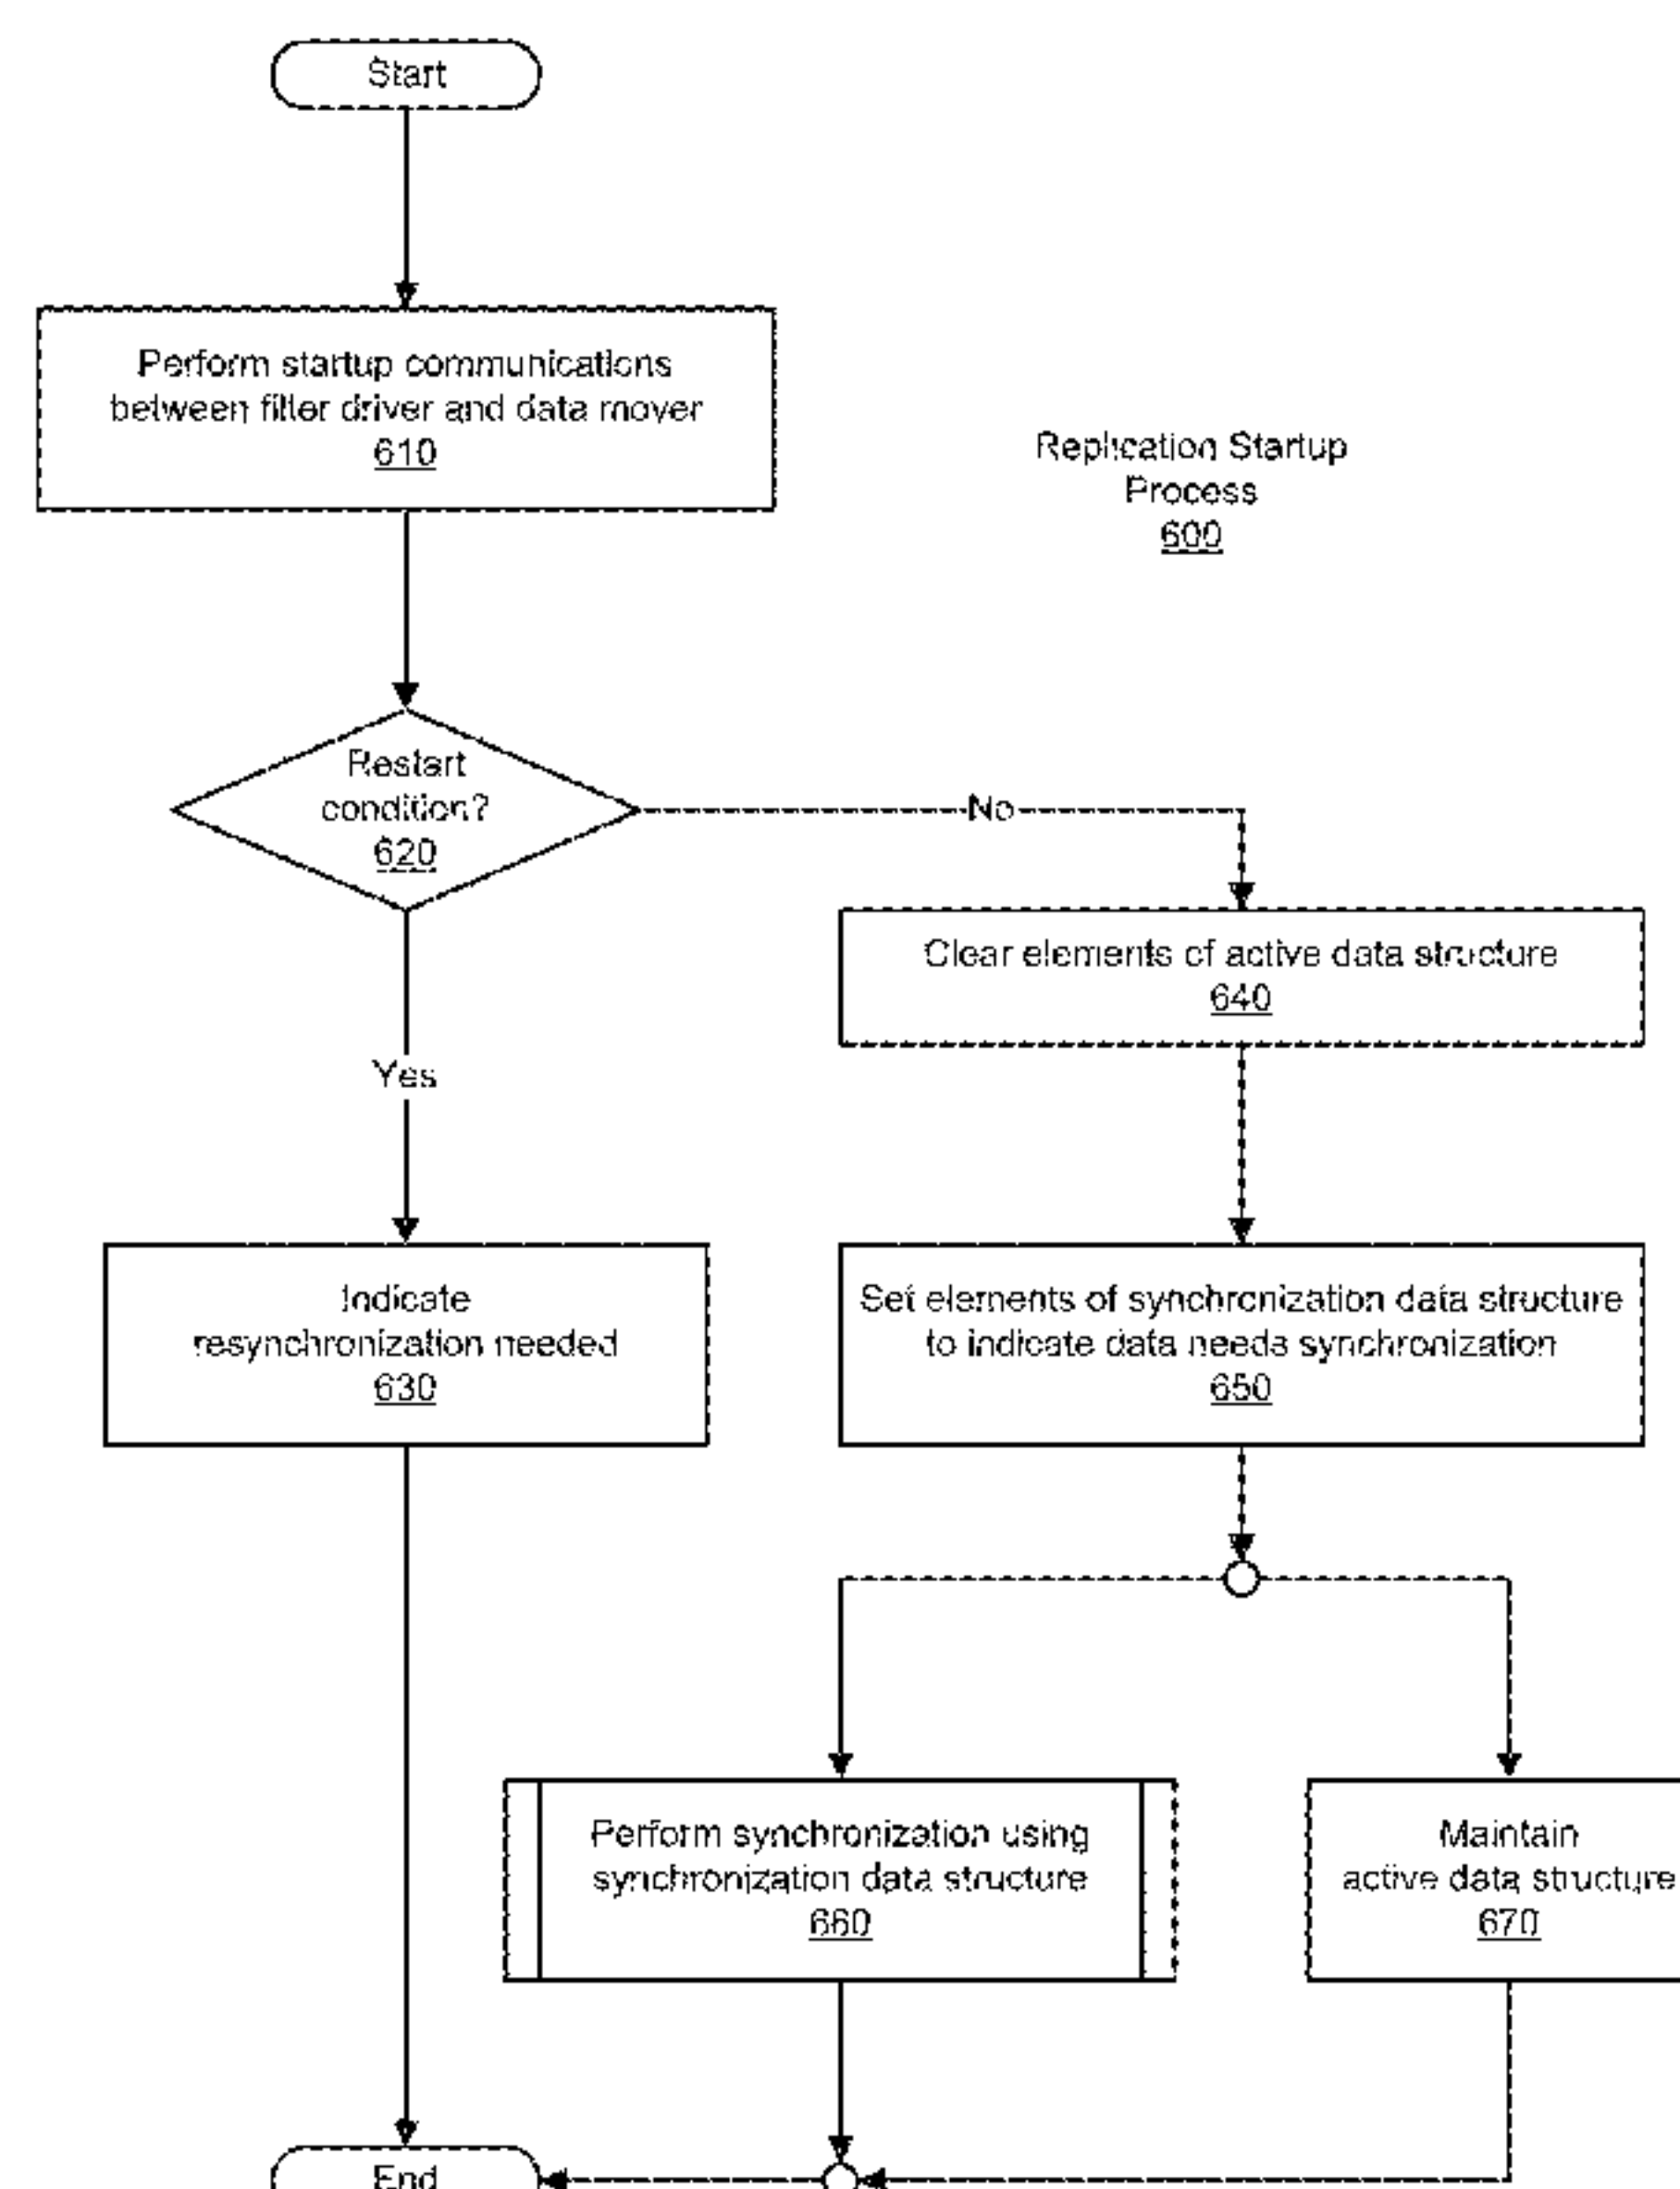 Start
Perform startup communications
between filter driver and data mover
610
Replication Startup
Process
600
Restart
condition?
620
No
Clear elements of active data structure
640
Yes
Indicate
resynchronization needed
630
Set elements of synchronization data structure
to indicate data needs synchronization
650
Perform synchronization using
synchronization data structure
660
Maintain
active data structure
670
End